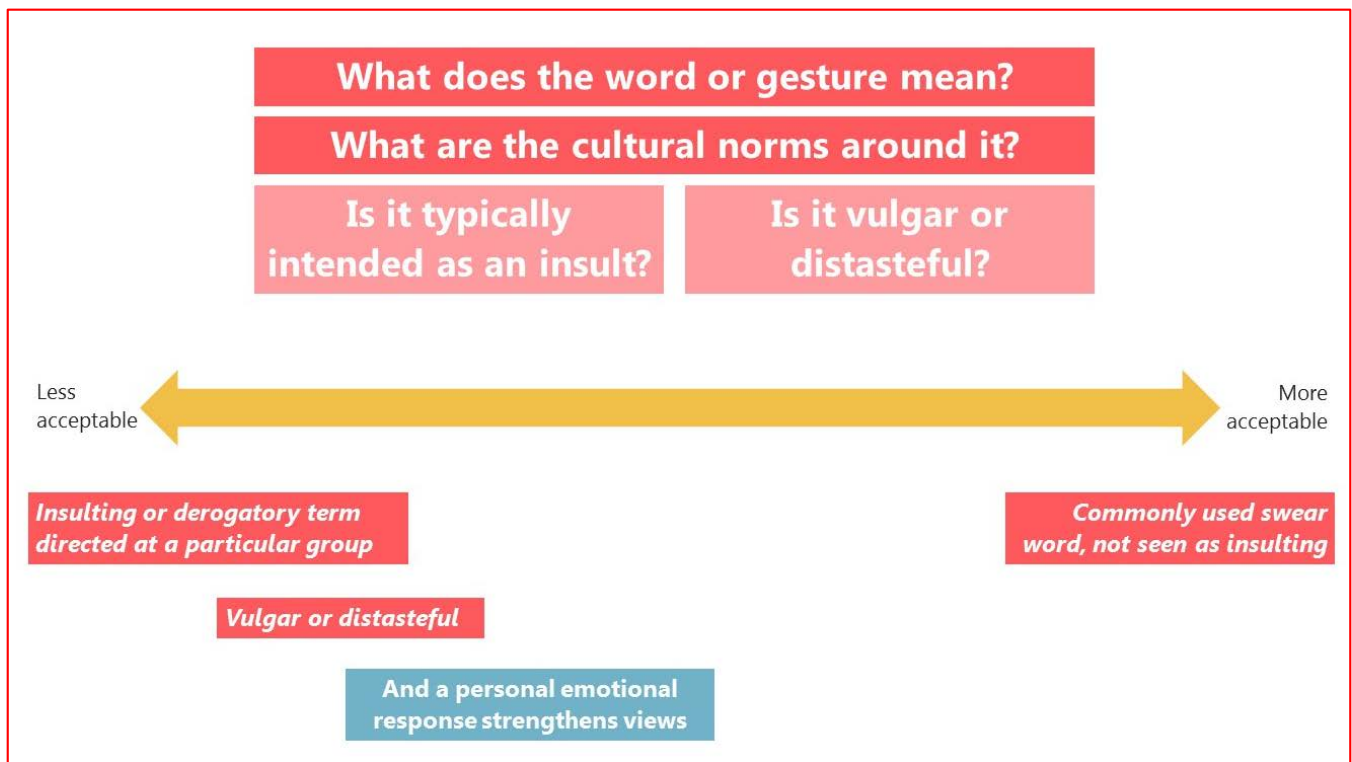 What does the word or gesture mean?
What are the cultural norms around it?
Is it typically
intended as an insult?
Is it vulgar or
distasteful?
Less
acceptable
More
acceptable
Insulting or derogatory term
directed at a particular group
Commonly used swear
word, not seen as insulting
Vulgar or distasteful
And a personal emotional
response strengthens views